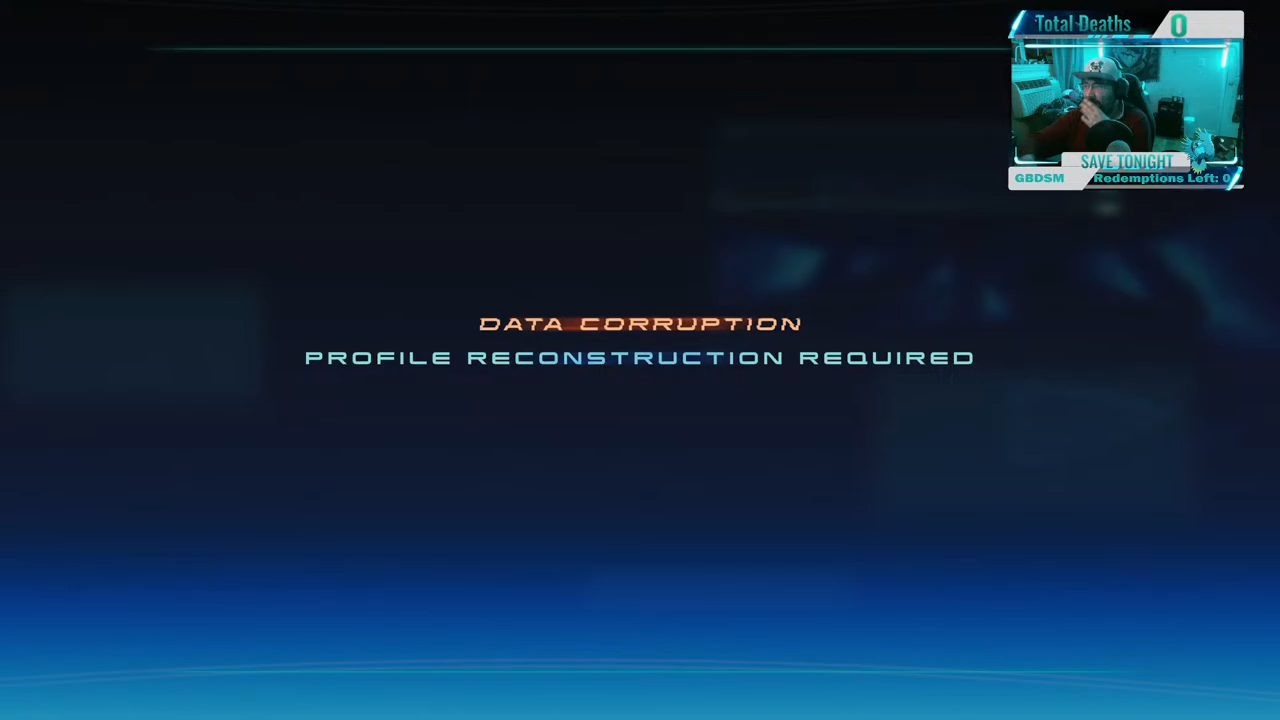 Total Deaths 0
SAVE TONIGHT
GBDSM Redemptions Left: 0
DATA CORRUPTION
PROFILE RECONSTRUCTION REQUIRED